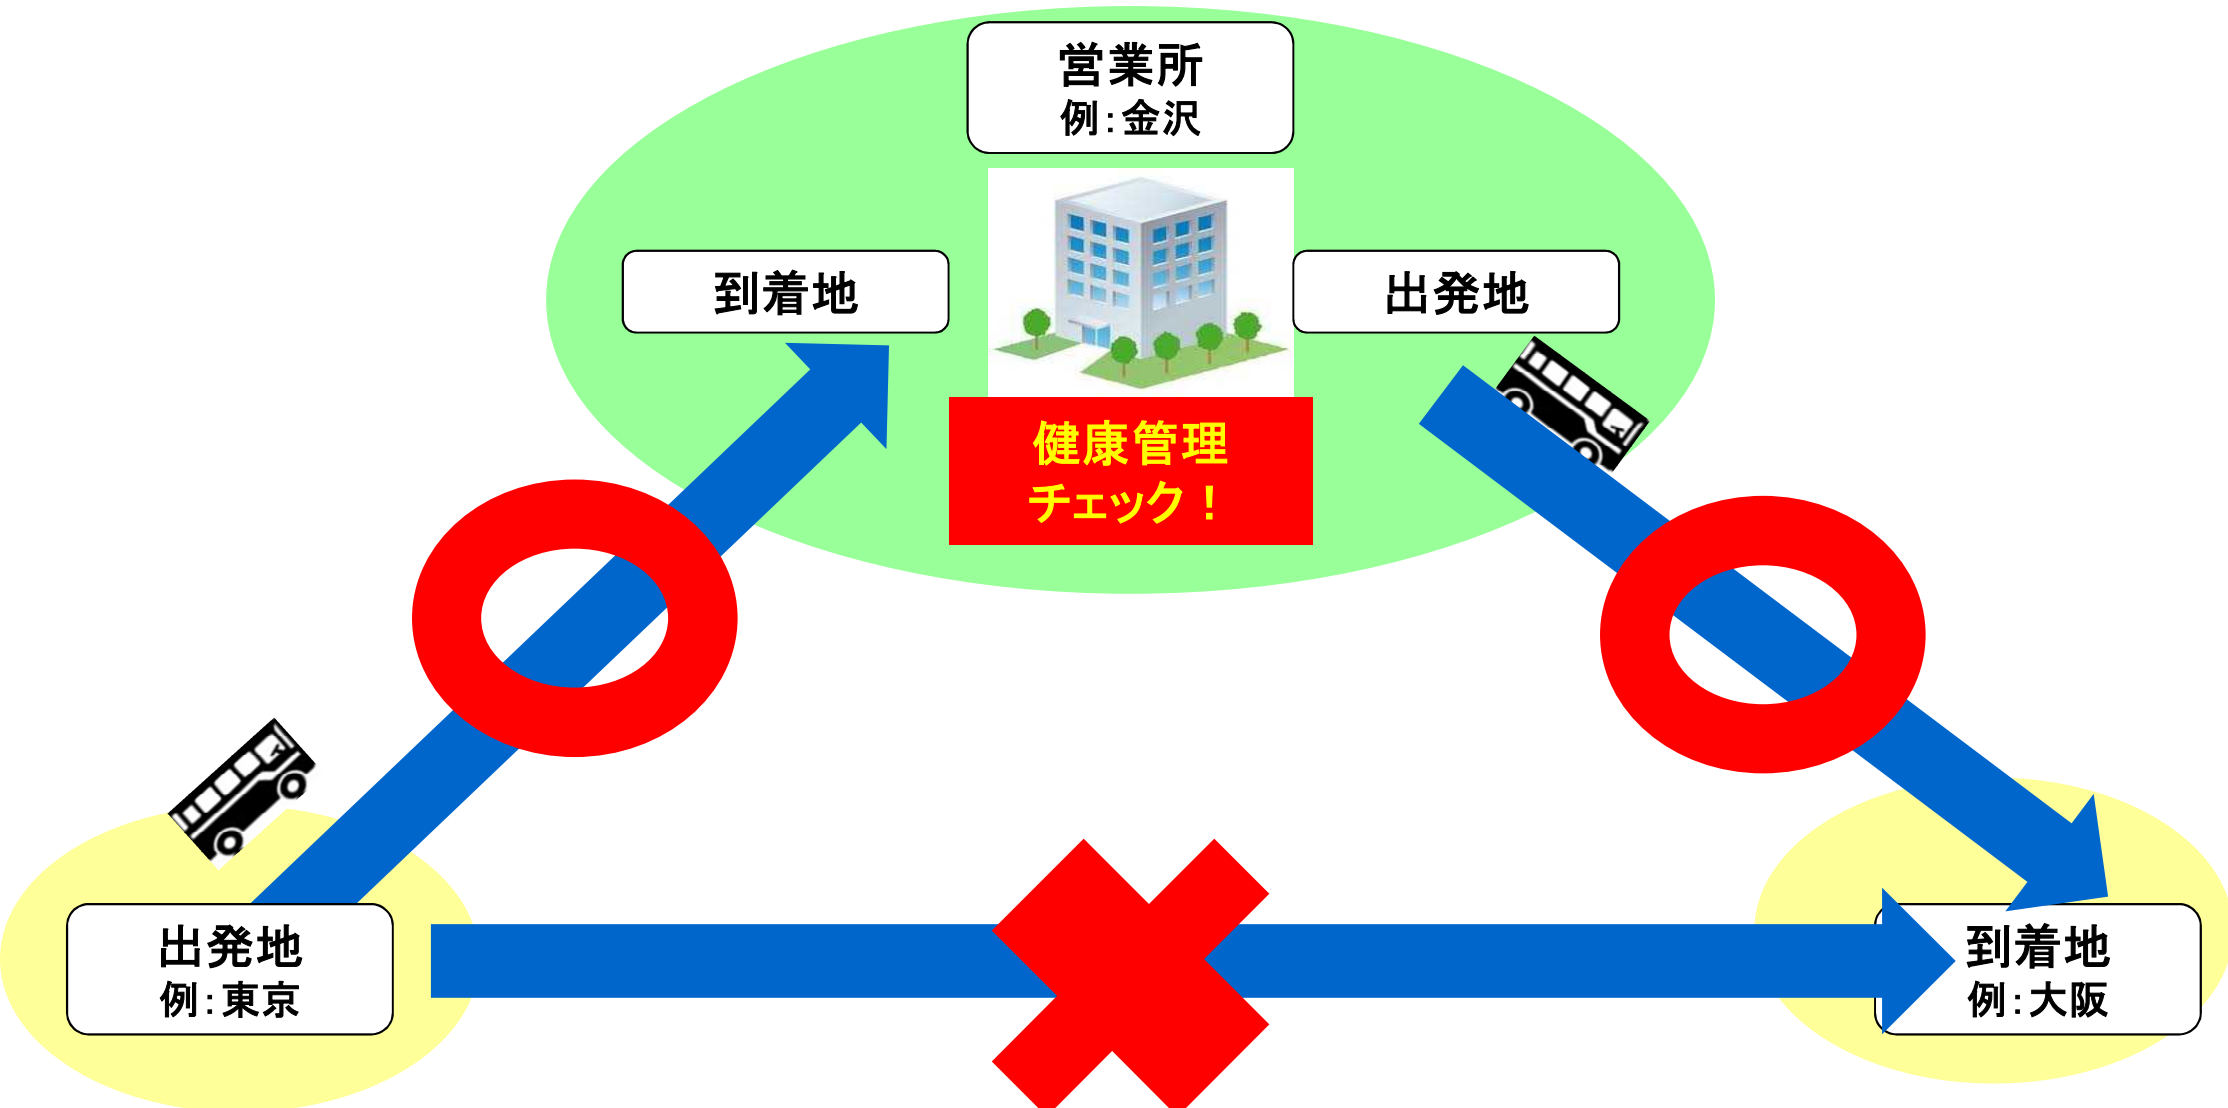 営業所
例：金沢
到着地
出発地
健康管理
チェック！
出発地
例：東京
到着地
例：大阪